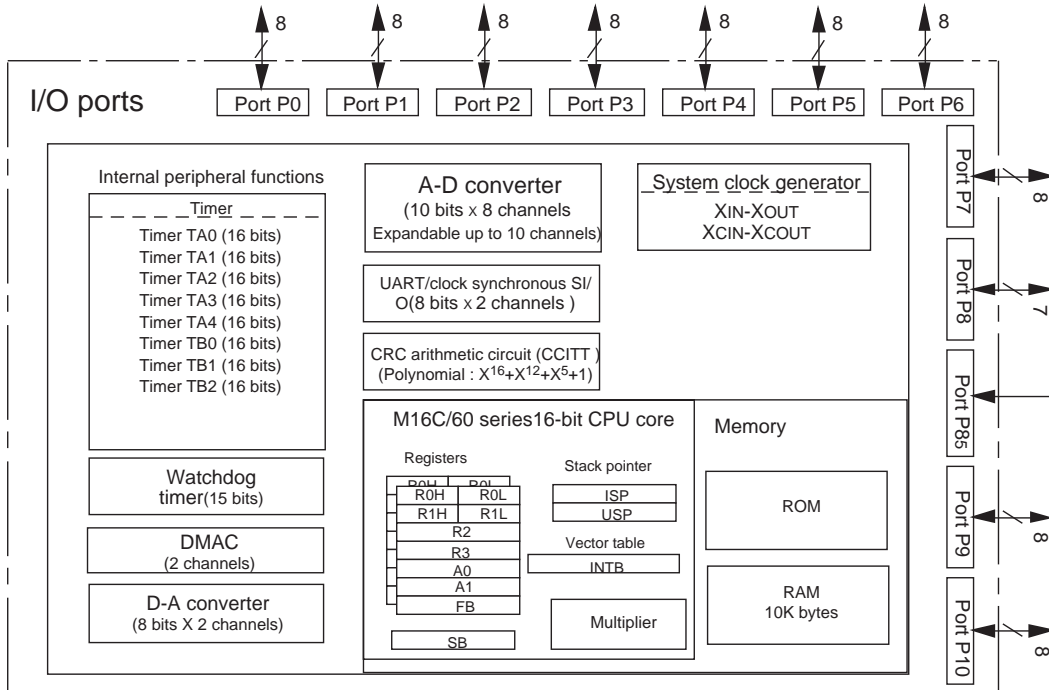 8 8 8 8 8 8 8
I/O ports
Port P0 Port P1 Port P2 Port P3 Port P4 Port P5 Port P6
Internal peripheral functions
Timer
Timer TA0 (16 bits)
Timer TA1 (16 bits)
Timer TA2 (16 bits)
Timer TA3 (16 bits)
Timer TA4 (16 bits)
Timer TB0 (16 bits)
Timer TB1 (16 bits)
Timer TB2 (16 bits)
Watchdog
timer(15 bits)
DMAC
(2 channels)
D-A converter
(8 bits X 2 channels)
A-D converter
(10 bits x 8 channels
Expandable up to 10 channels)
UART/clock synchronous SI/
O(8 bits x 2 channels )
CRC arithmetic circuit (CCITT )
(Polynomial : X16+X12+X5+1)
System clock generator
XIN-XOUT
XCIN-XCOUT
M16C/60 series16-bit CPU core
Registers
R0H R0L
R0H R0L
R1H R1L
R2
R3
A0
A1
FB
SB
Stack pointer
ISP
USP
Vector table
INTB
Multiplier
Memory
ROM
RAM
10K bytes
Port P7
8
Port P8
7
Port P85
Port P9
8
Port P10
8